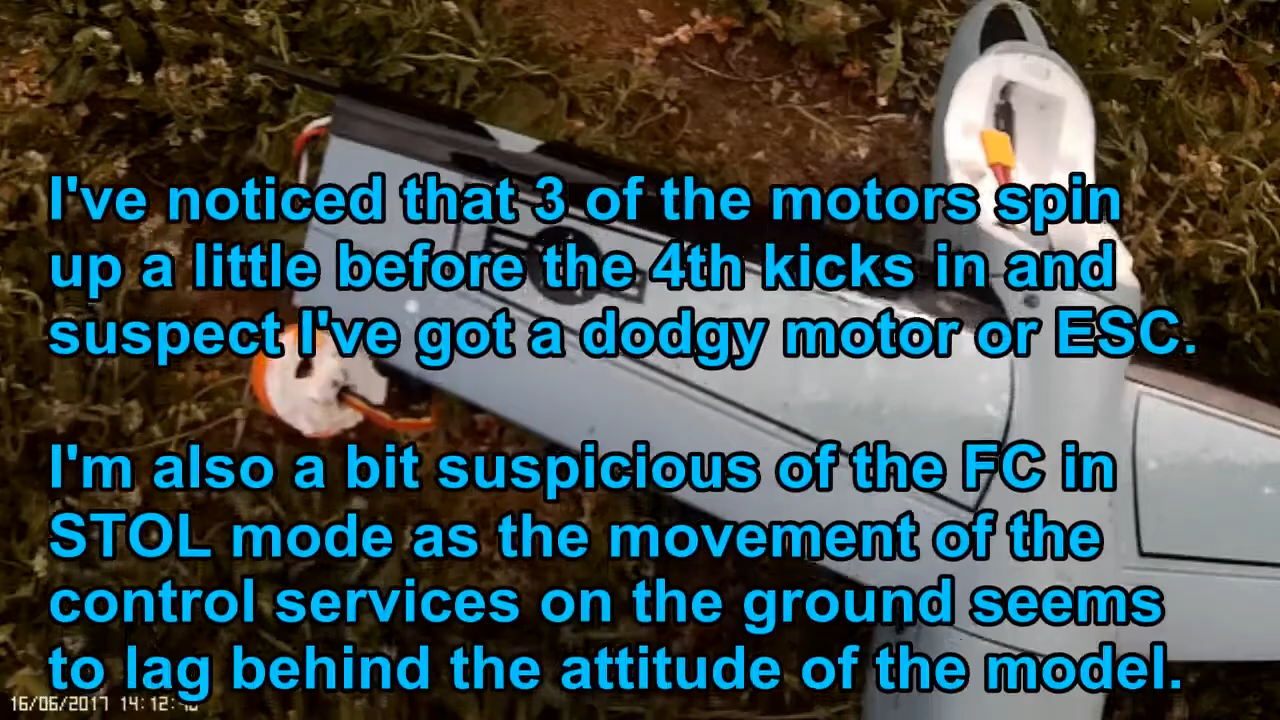 I've noticed that 3 of the motors spin
up a little before the 4th kicks in and
suspect I've got a dodgy motor or ESC.
I'm also a bit suspicious of the FC in
STOL mode as the movement of the
control services on the ground seems
to lag behind the attitude of the model.
16/06/2017